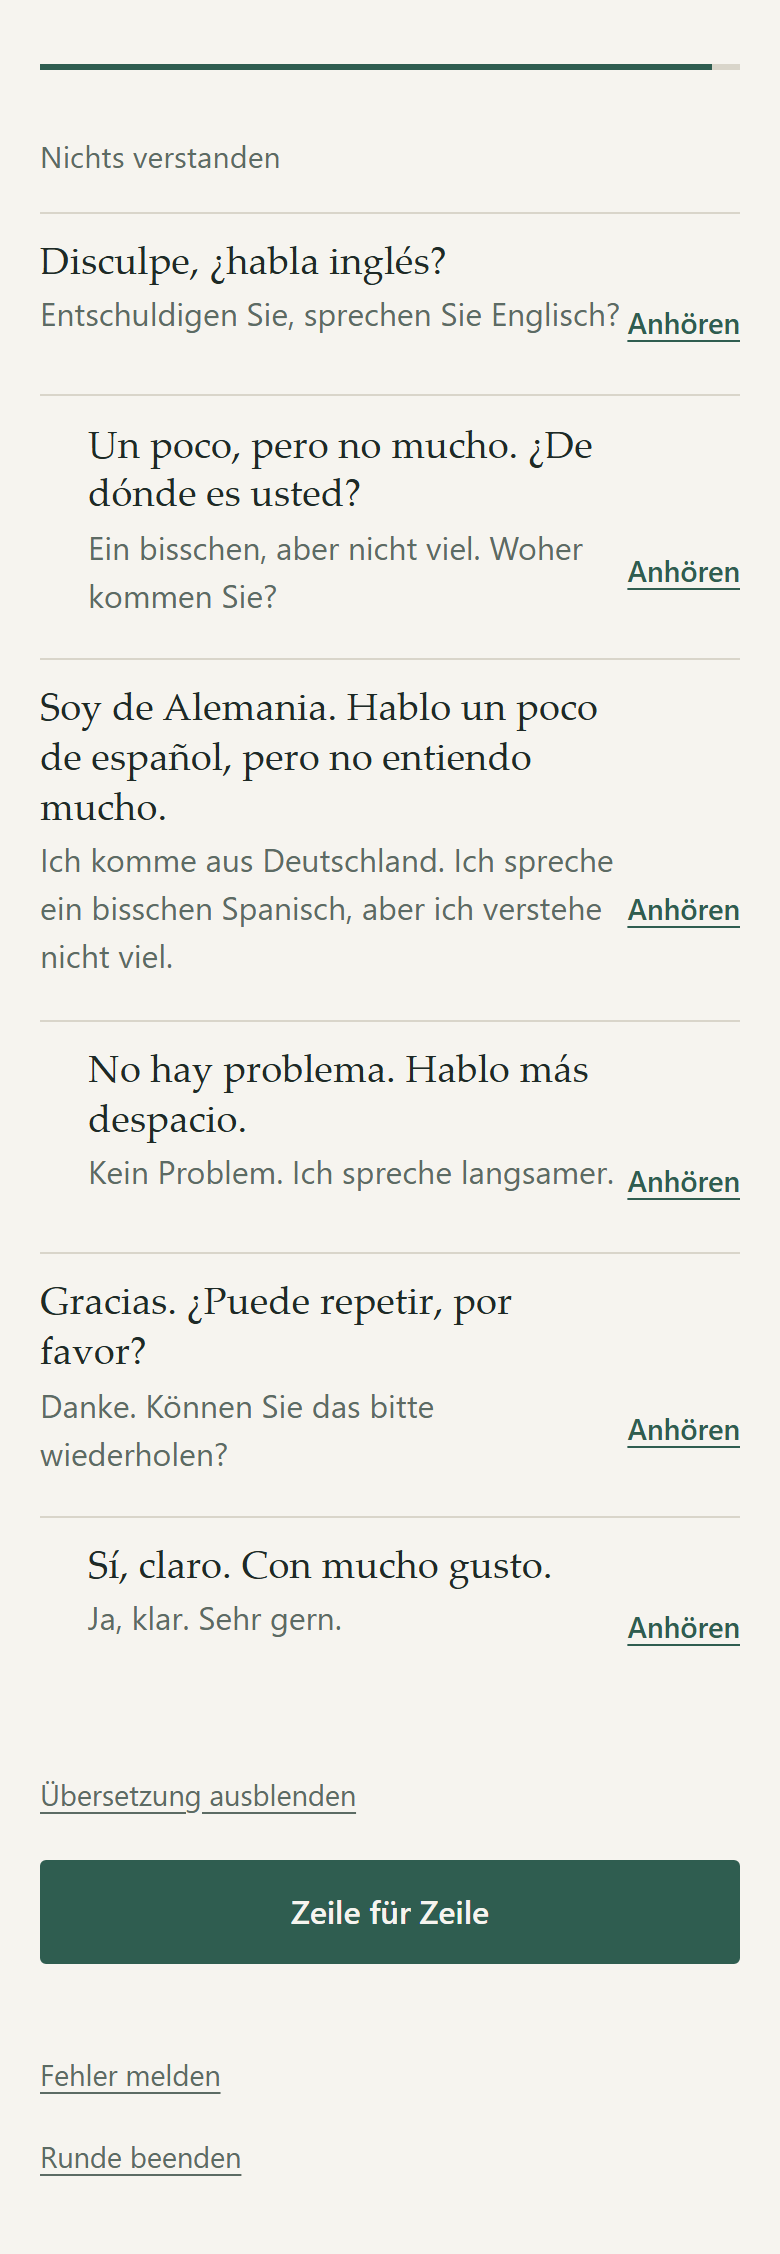 Nichts verstanden
Disculpe, ¿habla inglés?
Entschuldigen Sie, sprechen Sie Englisch?
Anhören
Un poco, pero no mucho. ¿De
dónde es usted?
Ein bisschen, aber nicht viel. Woher
kommen Sie?
Anhören
Soy de Alemania. Hablo un poco
de español, pero no entiendo
mucho.
Ich komme aus Deutschland. Ich spreche
ein bisschen Spanisch, aber ich verstehe
nicht viel.
Anhören
No hay problema. Hablo más
despacio.
Kein Problem. Ich spreche langsamer.
Anhören
Gracias. ¿Puede repetir, por
favor?
Danke. Können Sie das bitte
wiederholen?
Anhören
Sí, claro. Con mucho gusto.
Ja, klar. Sehr gern.
Anhören
Übersetzung ausblenden
Zeile für Zeile
Fehler melden
Runde beenden